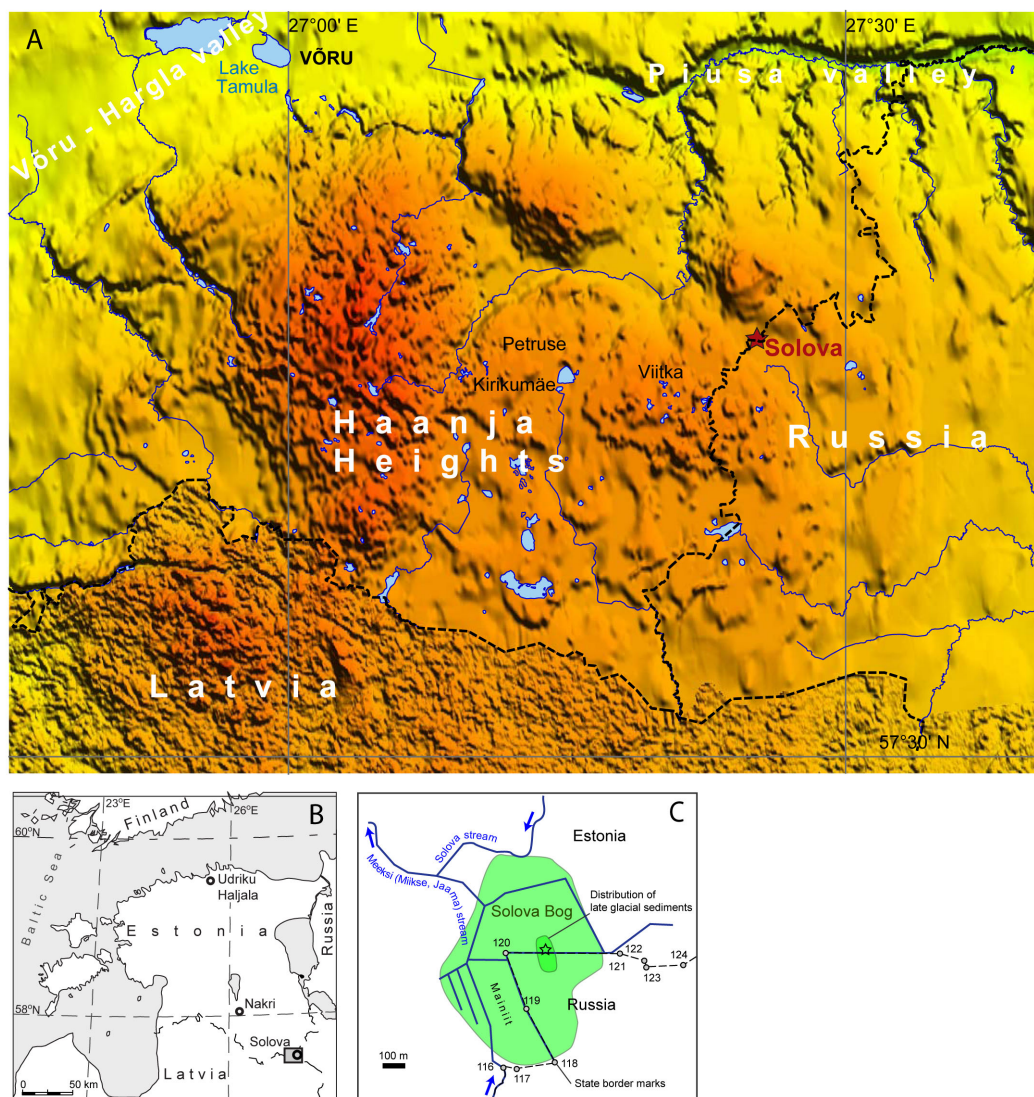 A
27°00' E
27°30' E
VÕRU
Lake
Tamula
Võru - Hargla valley
Piusa valley
Petruse
Kirikumäe
Viitka
Solova
Haanja
Heights
Russia
Latvia
57°30' N
B
23°E
26°E
Finland
60°N
Baltic Sea
Udriku
Haljala
Estonia
Russia
Nakri
58°N
Solova
Latvia
0 50 km
C
Estonia
Solova stream
Meeksi (Miikse, Jaama) stream
Distribution of
late glacial sediments
Solova Bog
120
122
121
124
123
Russia
Mainiit
119
100 m
116
117
118
State border marks